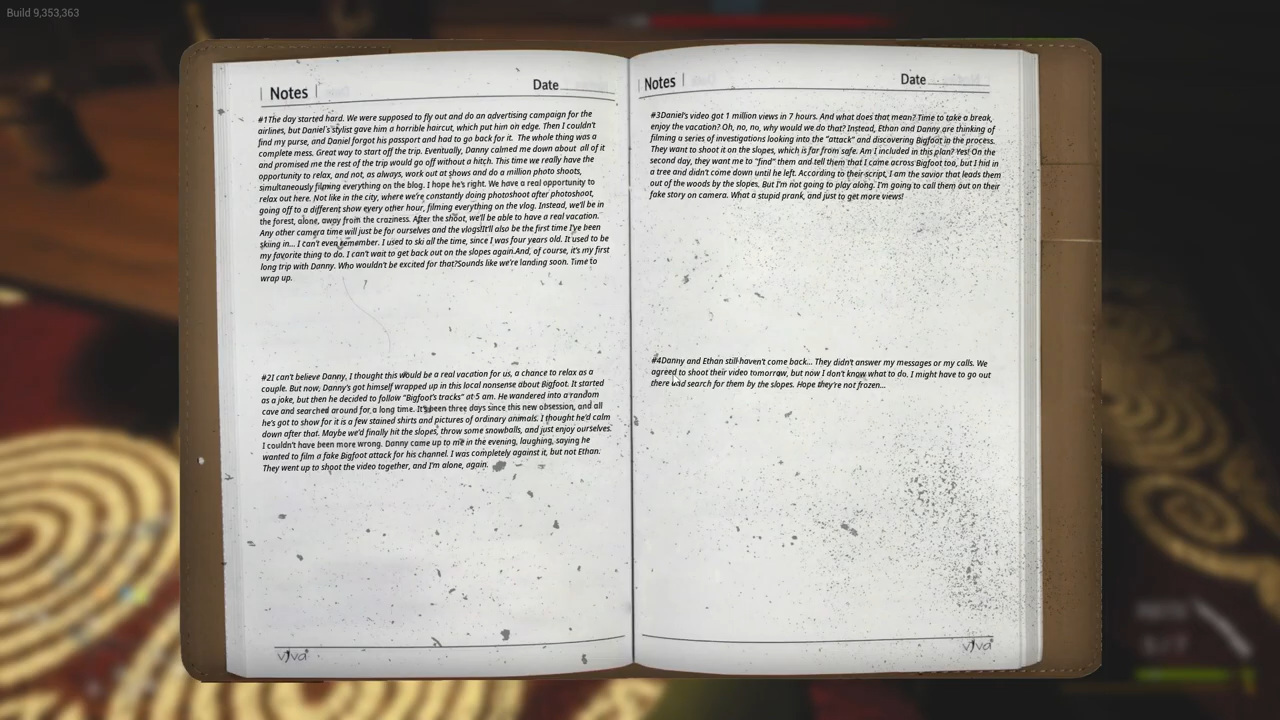 Build 9,353,363
Notes
Date
#1The day started hard. We were supposed to fly out and do an advertising campaign for the
airlines, but Daniel's stylist gave him a horrible haircut, which put him on edge. Then I couldn't
find my purse, and Daniel forgot his passport and had to go back for it.  The whole thing was a
complete mess. Great way to start off the trip. Eventually, Danny calmed me down about  all of it
and promised me the rest of the trip would go off without a hitch. This time we really have the
opportunity to relax, and not, as always, work out at shows and do a million photo shoots,
simultaneously filming everything on the blog. I hope he's right. We have a real opportunity to
relax out here. Not like in the city, where we're constantly doing photoshoot after photoshoot,
going off to a different show every other hour, filming everything on the vlog. Instead, we'll be in
the forest, alone, away from the craziness. After the shoot, we'll be able to have a real vacation.
Any other camera time will just be for ourselves and the vlogs!It'll also be the first time I've been
skiing in... I can't even remember. I used to ski all the time, since I was four years old. It used to be
my favorite thing to do. I can't wait to get back out on the slopes again.And, of course, it's my first
long trip with Danny. Who wouldn't be excited for that?Sounds like we're landing soon. Time to
wrap up.
#2I can't believe Danny, I thought this would be a real vacation for us, a chance to relax as a
couple. But now, Danny's got himself wrapped up in this local nonsense about Bigfoot. It started
as a joke, but then he decided to follow "Bigfoot's tracks" at 5 am. He wandered into a random
cave and searched around for a long time. It's been three days since this new obsession, and all
he's got to show for it is a few stained shirts and pictures of ordinary animals. I thought he'd calm
down after that. Maybe we'd finally hit the slopes, throw some snowballs, and just enjoy ourselves.
I couldn't have been more wrong. Danny came up to me in the evening, laughing, saying he
wanted to film a fake Bigfoot attack for his channel. I was completely against it, but not Ethan.
They went up to shoot the video together, and I'm alone, again.
viva
Notes
Date
#3Daniel's video got 1 million views in 7 hours. And what does that mean? Time to take a break,
enjoy the vacation? Oh, no, no, why would we do that? Instead, Ethan and Danny are thinking of
filming a series of investigations looking into the "attack" and discovering Bigfoot in the process.
They want to shoot it on the slopes, which is far from safe. Am I included in this plan? Yes! On the
second day, they want me to "find" them and tell them that I came across Bigfoot too, but I hid in
a tree and didn't come down until he left. According to their script, I am the savior that leads them
out of the woods by the slopes. But I'm not going to play along. I'm going to call them out on their
fake story on camera. What a stupid prank, and just to get more views!
#4Danny and Ethan still haven't come back... They didn't answer my messages or my calls. We
agreed to shoot their video tomorrow, but now I don't know what to do. I might have to go out
there and search for them by the slopes. Hope they're not frozen...
viva